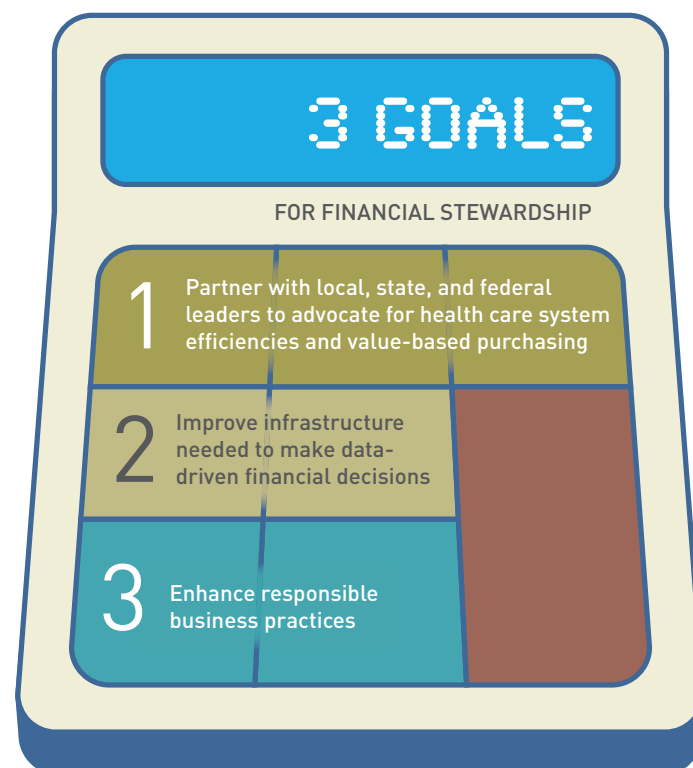 3 GOALS
FOR FINANCIAL STEWARDSHIP
1
Partner with local, state, and federal
leaders to advocate for health care system
efficiencies and value-based purchasing
2
Improve infrastructure
needed to make data-
driven financial decisions
3
Enhance responsible
business practices